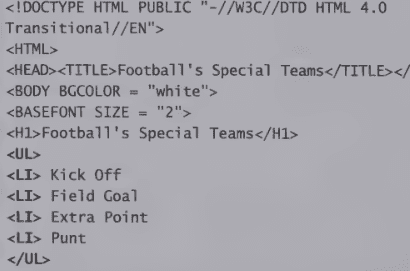 <!DOCTYPE HTML PUBLIC "-//W3C//DTD HTML 4.0
Transitional//EN">
<HTML>
<HEAD><TITLE>Football's Special Teams</TITLE></
<BODY BGCOLOR = "white">
<BASEFONT SIZE = "2">
<H1>Football's Special Teams</H1>
<UL>
<LI> Kick Off
<LI> Field Goal
<LI> Extra Point
<LI> Punt
</UL>